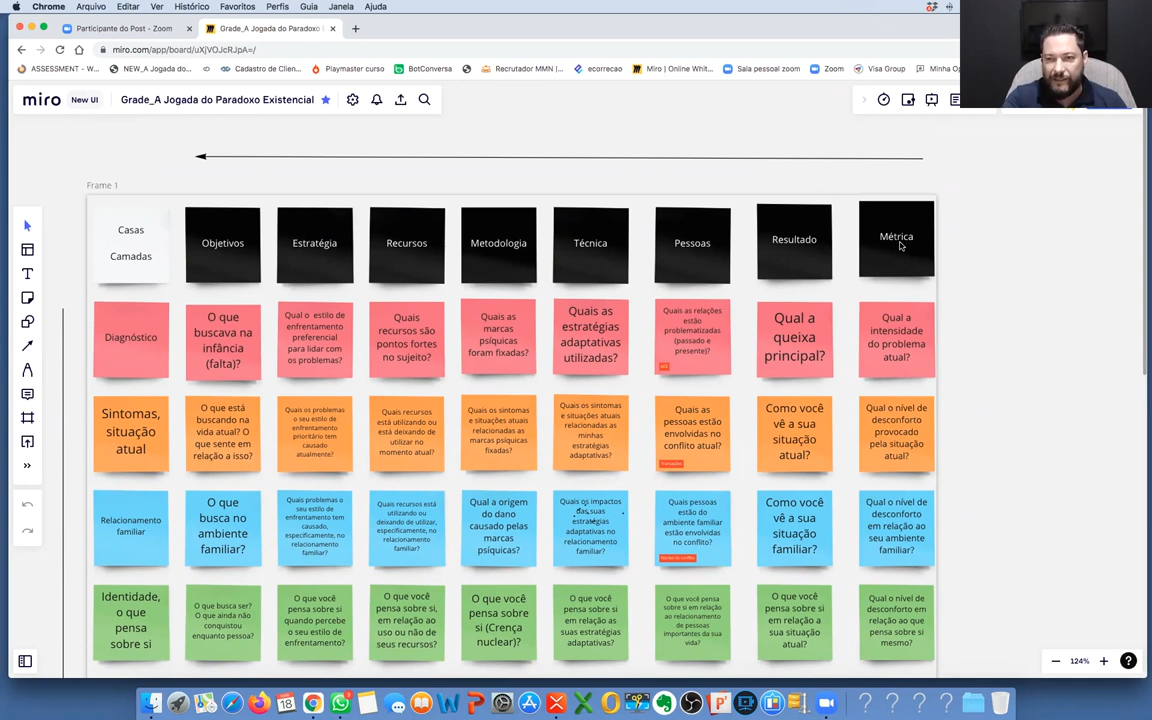 Chrome Arquivo Editar Ver Histórico Favoritos Perfis Guia Janela Ajuda
Participante do Post - Zoom
Grade_A Jogada do Paradoxo E
miro.com/app/board/uXjVOJcRJpA=/
ASSESSMENT - W...
NEW_A Jogada do...
Cadastro de Clien...
Playmaster curso
BotConversa
Recrutador MMN |...
ecorrecao
Miro | Online Whit...
Sala pessoal zoom
Zoom
Visa Group
Minha Op
miro
New UI
Grade_A Jogada do Paradoxo Existencial
Frame 1
Casas
Camadas
Objetivos
Estratégia
Recursos
Metodologia
Técnica
Pessoas
Resultado
Métrica
Diagnóstico
O que
buscava na
infância
(falta)?
Qual o estilo de
enfrentamento
preferencial
para lidar com
os problemas?
Quais
recursos são
pontos fortes
no sujeito?
Quais as
marcas
psíquicas
foram fixadas?
Quais as
estratégias
adaptativas
utilizadas?
Quais as relações
estão
problematizadas
(passado e
presente)?
Qual a
queixa
principal?
Qual a
intensidade
do problema
atual?
Sintomas,
situação
atual
O que está
buscando na
vida atual? O
que sente em
relação a isso?
Quais os problemas
o seu estilo de
enfrentamento
prioritário tem
causado
atualmente?
Quais recursos
está utilizando ou
está deixando de
utilizar no
momento atual?
Quais os sintomas
e situações atuais
relacionadas as
marcas psíquicas
fixadas?
Quais os sintomas
e situações atuais
relacionadas as
minhas
estratégias
adaptativas?
Quais as
pessoas estão
envolvidas no
conflito atual?
Como você
vê a sua
situação
atual?
Qual o nível de
desconforto
provocado
pela situação
atual?
Relacionamento
familiar
O que
busca no
ambiente
familiar?
Quais problemas o
seu estilo de
enfrentamento tem
causado,
especificamente, no
relacionamento
familiar?
Quais recursos está
utilizando ou
deixando de utilizar,
especificamente, no
relacionamento
familiar?
Qual a origem
do dano
causado pelas
marcas
psíquicas?
Quais os impactos
das suas
estratégias
adaptativas no
relacionamento
familiar?
Quais pessoas
estão do
ambiente familiar
estão envolvidas
no conflito?
Como você
vê a sua
situação
familiar?
Qual o nível de
desconforto
em relação ao
seu ambiente
familiar?
Identidade,
o que
pensa
sobre si
O que busca ser?
O que ainda não
conquistou
enquanto pessoa?
O que você
pensa sobre si
quando percebe
o seu estilo de
enfrentamento?
O que você
pensa sobre si,
em relação ao
uso ou não de
seus recursos?
O que você
pensa sobre
si (Crença
nuclear)?
O que você
pensa sobre si
em relação as
suas estratégias
adaptativas?
O que você pensa
sobre si em relação
ao relacionamento
de pessoas
importantes da sua
vida?
O que você
pensa sobre si
em relação a
sua situação
atual?
Qual o nível de
desconforto em
relação ao que
pensa sobre si
mesmo?
124%